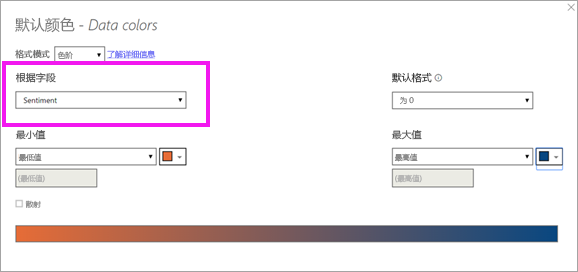 默认颜色 - Data colors
格式模式 色阶 了解详细信息
根据字段 默认格式
Sentiment 为 0
最小值 最大值
最低值 最高值
(最低值) (最高值)
散射